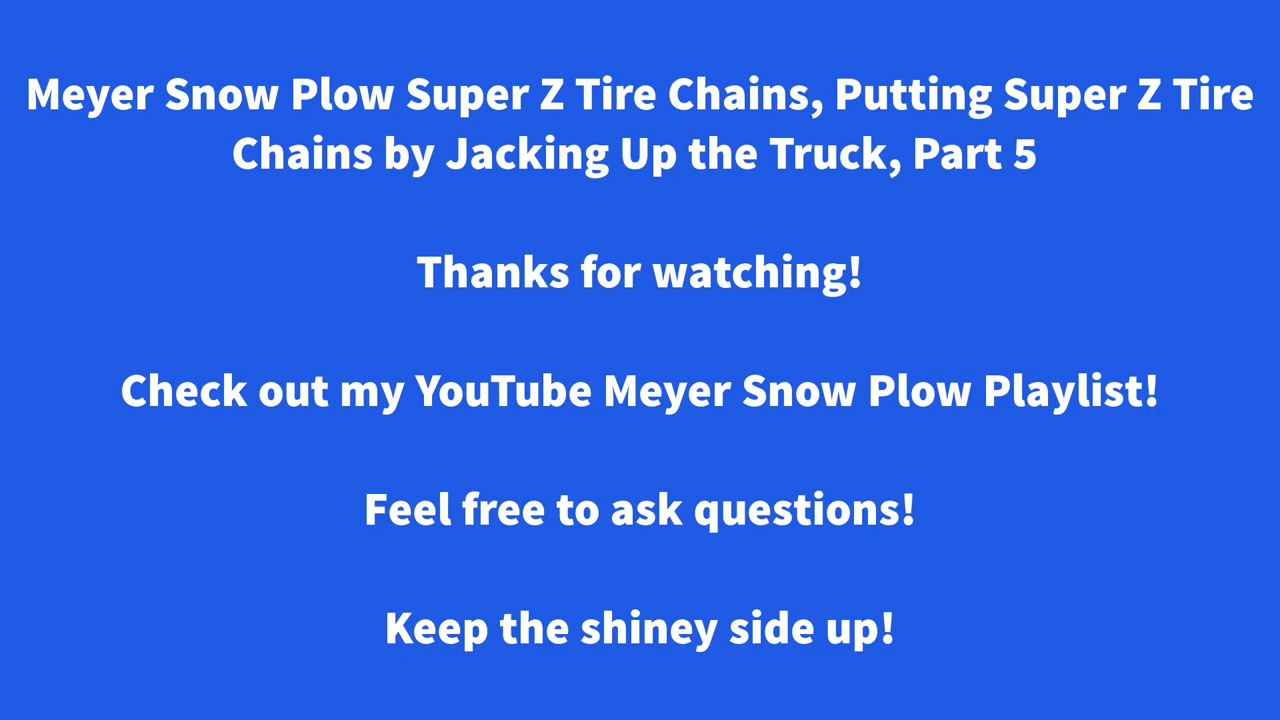 Meyer Snow Plow Super Z Tire Chains, Putting Super Z Tire
Chains by Jacking Up the Truck, Part 5
Thanks for watching!
Check out my YouTube Meyer Snow Plow Playlist!
Feel free to ask questions!
Keep the shiney side up!